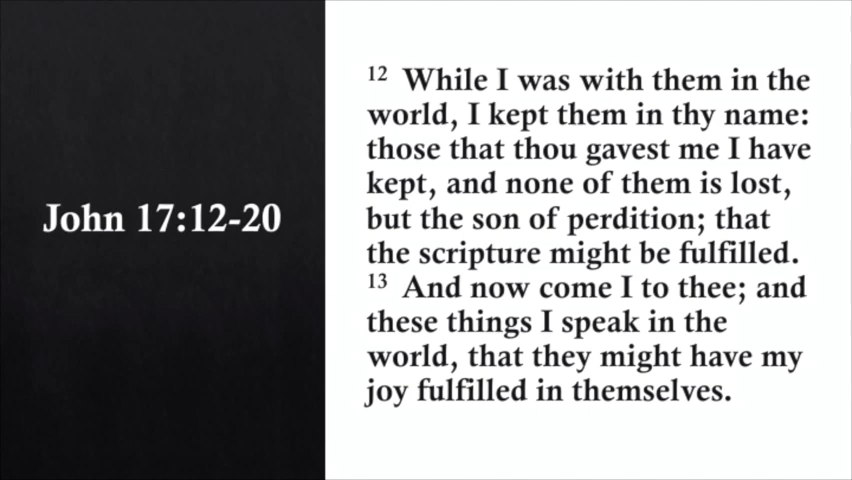 John 17:12-20
12 While I was with them in the
world, I kept them in thy name:
those that thou gavest me I have
kept, and none of them is lost,
but the son of perdition; that
the scripture might be fulfilled.
13 And now come I to thee; and
these things I speak in the
world, that they might have my
joy fulfilled in themselves.